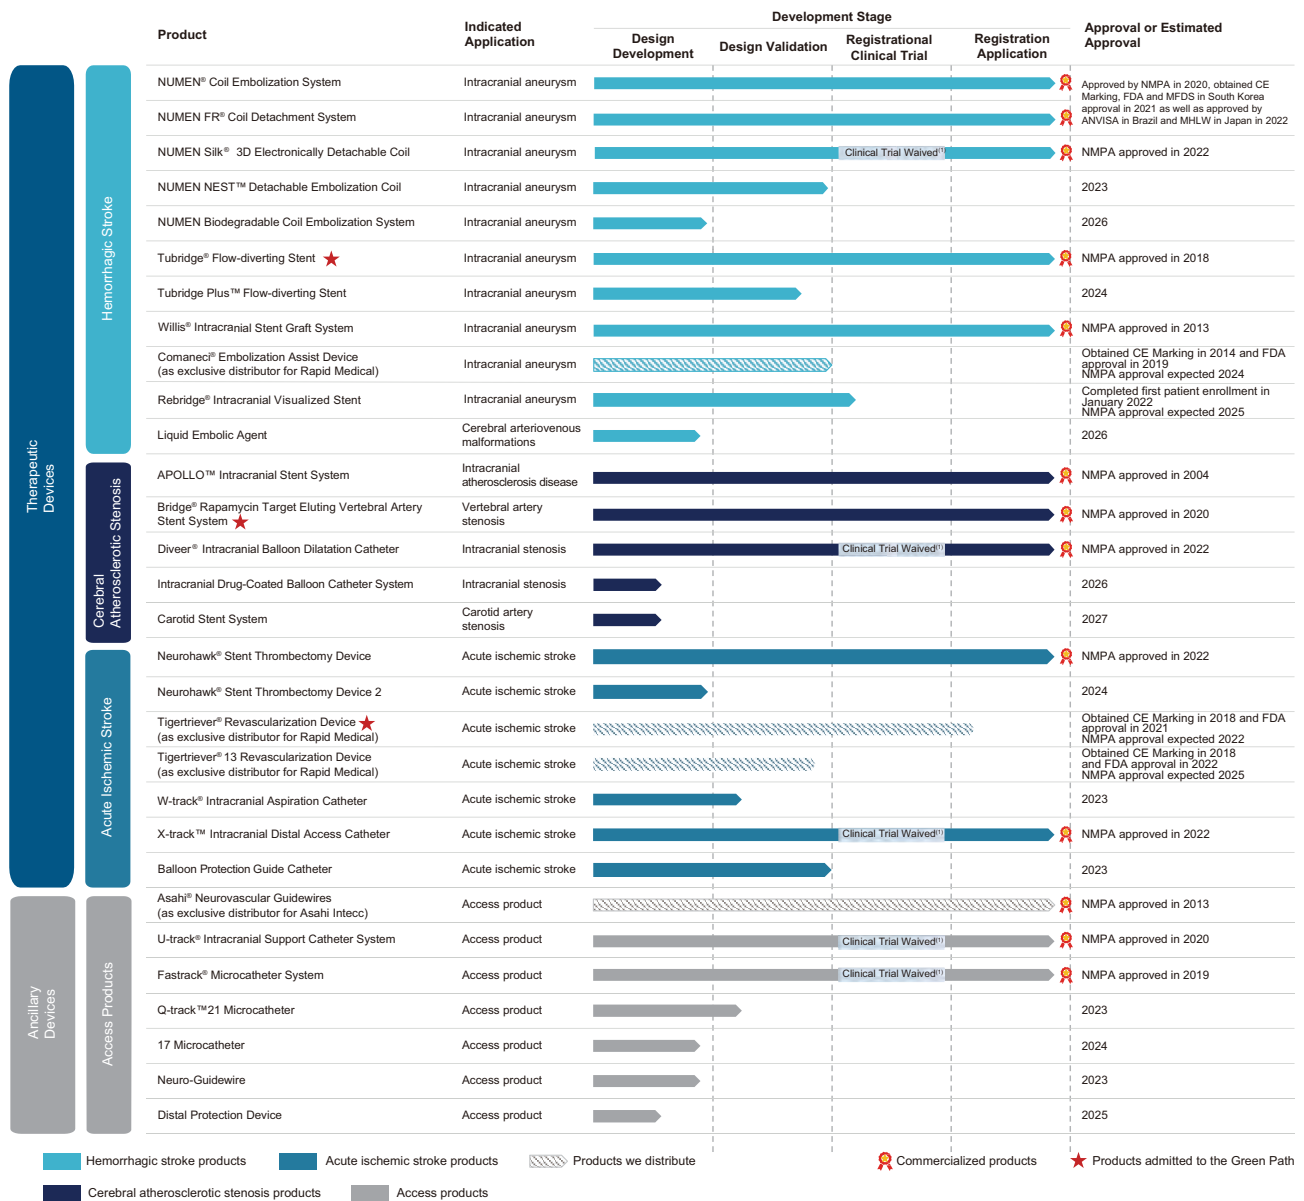 Product
Indicated
Application
Development Stage
Design
Development
Design Validation
Registrational
Clinical Trial
Registration
Application
Approval or Estimated
Approval
Therapeutic
Devices
Hemorrhagic Stroke
NUMEN® Coil Embolization System
Intracranial aneurysm
NUMEN FR® Coil Detachment System
Intracranial aneurysm
Approved by NMPA in 2020, obtained CE
Marking, FDA and MFDS in South Korea
approval in 2021 as well as approved by
ANVISA in Brazil and MHLW in Japan in 2022
NUMEN Silk® 3D Electronically Detachable Coil
Intracranial aneurysm
Clinical Trial Waived(1)
NMPA approved in 2022
NUMEN NEST™ Detachable Embolization Coil
Intracranial aneurysm
2023
NUMEN Biodegradable Coil Embolization System
Intracranial aneurysm
2026
Tubridge® Flow-diverting Stent
Intracranial aneurysm
NMPA approved in 2018
Tubridge Plus™ Flow-diverting Stent
Intracranial aneurysm
2024
Willis® Intracranial Stent Graft System
Intracranial aneurysm
NMPA approved in 2013
Comaneci® Embolization Assist Device
(as exclusive distributor for Rapid Medical)
Intracranial aneurysm
Obtained CE Marking in 2014 and FDA
approval in 2019
NMPA approval expected 2024
Rebridge® Intracranial Visualized Stent
Intracranial aneurysm
Completed first patient enrollment in
January 2022
NMPA approval expected 2025
Liquid Embolic Agent
Cerebral arteriovenous
malformations
2026
Cerebral
Atherosclerotic Stenosis
APOLLO™ Intracranial Stent System
Intracranial
atherosclerosis disease
NMPA approved in 2004
Bridge® Rapamycin Target Eluting Vertebral Artery
Stent System
Vertebral artery
stenosis
NMPA approved in 2020
Diveer® Intracranial Balloon Dilatation Catheter
Intracranial stenosis
Clinical Trial Waived(1)
NMPA approved in 2022
Intracranial Drug-Coated Balloon Catheter System
Intracranial stenosis
2026
Carotid Stent System
Carotid artery
stenosis
2027
Acute Ischemic Stroke
Neurohawk® Stent Thrombectomy Device
Acute ischemic stroke
NMPA approved in 2022
Neurohawk® Stent Thrombectomy Device 2
Acute ischemic stroke
2024
Tigertriever® Revascularization Device
(as exclusive distributor for Rapid Medical)
Acute ischemic stroke
Obtained CE Marking in 2018 and FDA
approval in 2021
NMPA approval expected 2022
Tigertriever® 13 Revascularization Device
(as exclusive distributor for Rapid Medical)
Acute ischemic stroke
Obtained CE Marking in 2018
and FDA approval in 2022
NMPA approval expected 2025
W-track® Intracranial Aspiration Catheter
Acute ischemic stroke
2023
X-track™ Intracranial Distal Access Catheter
Acute ischemic stroke
Clinical Trial Waived(1)
NMPA approved in 2022
Balloon Protection Guide Catheter
Acute ischemic stroke
2023
Ancillary
Devices
Access Products
Asahi® Neurovascular Guidewires
(as exclusive distributor for Asahi Intecc)
Access product
NMPA approved in 2013
U-track® Intracranial Support Catheter System
Access product
Clinical Trial Waived(1)
NMPA approved in 2020
Fastrack® Microcatheter System
Access product
Clinical Trial Waived(1)
NMPA approved in 2019
Q-track™21 Microcatheter
Access product
2023
17 Microcatheter
Access product
2024
Neuro-Guidewire
Access product
2023
Distal Protection Device
Access product
2025
Hemorrhagic stroke products
Acute ischemic stroke products
Products we distribute
Commercialized products
Products admitted to the Green Path
Cerebral atherosclerotic stenosis products
Access products